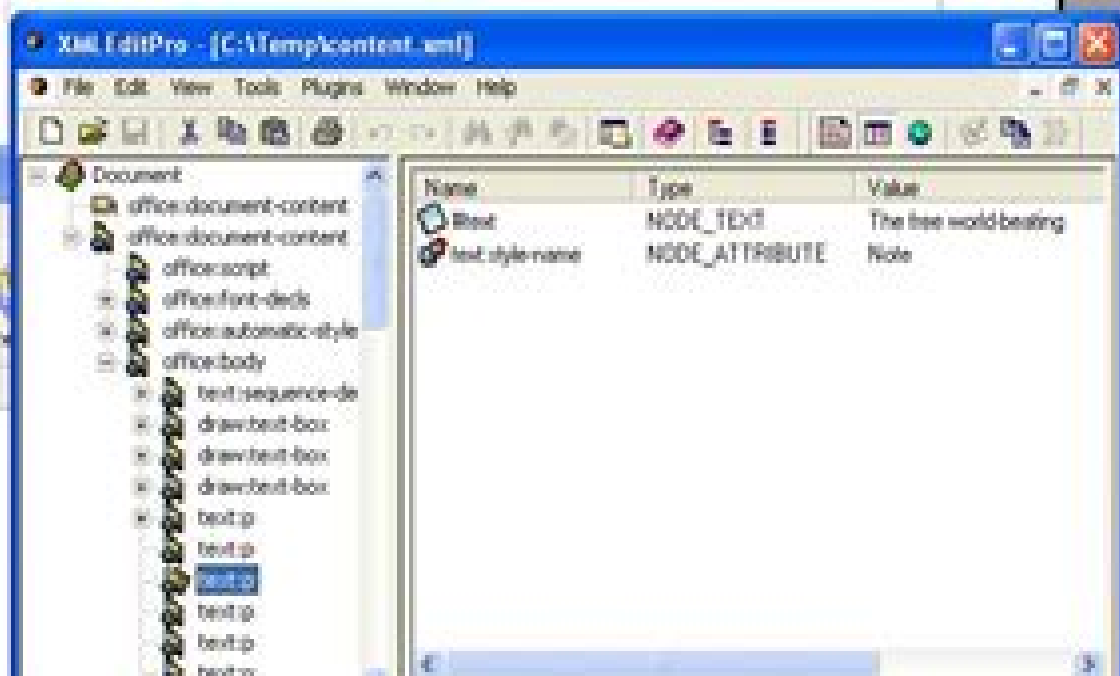 XMLEditPro - [C:\Temp\content.xml]
File Edit View Tools Plugins Window Help
Document
office:document-content
office:document-content
office:script
office:font-decls
office:automatic-style
office:body
text:sequence-de
draw:text-box
draw:text-box
draw:text-box
text:p
text:p
text:p
text:p
text:p
text:p
Name Type Value
#text NODE_TEXT The free world-beating
text:style-name NODE_ATTRIBUTE Note